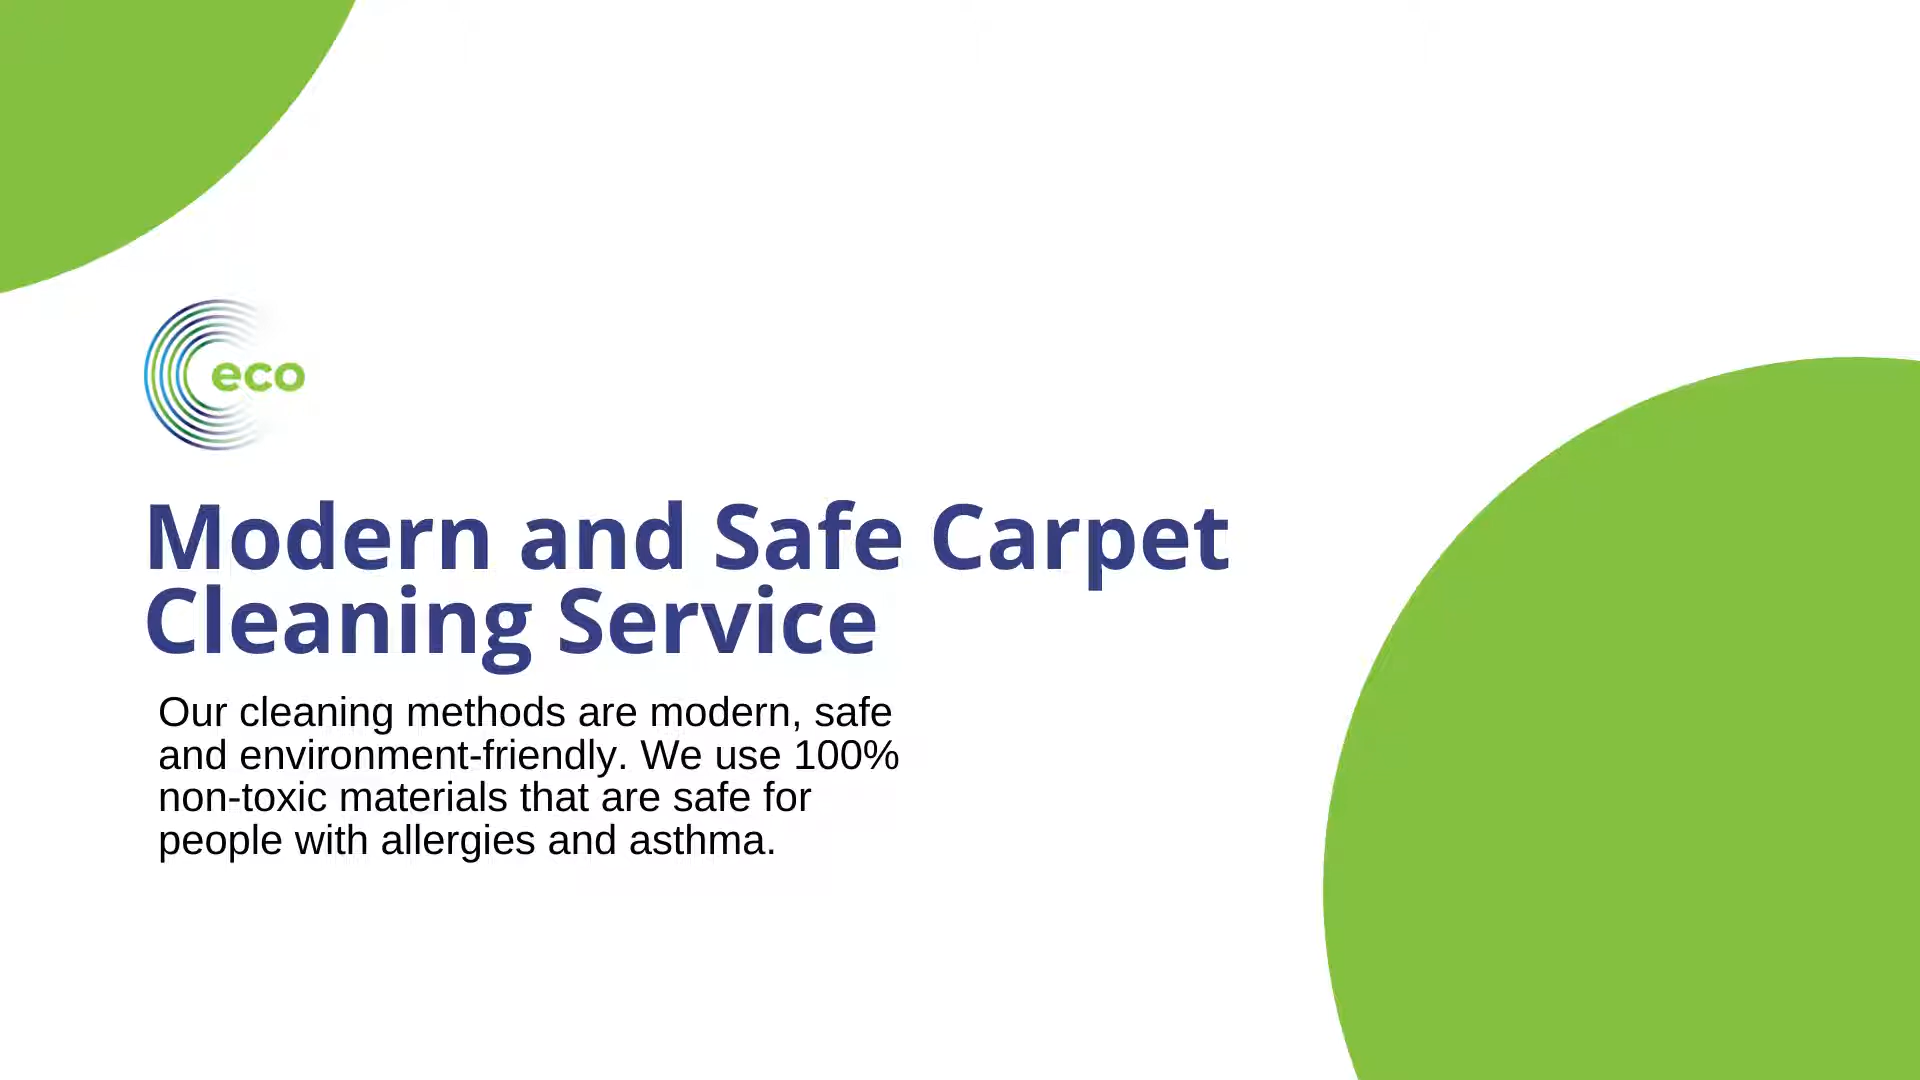 eco
Modern and Safe Carpet
Cleaning Service
Our cleaning methods are modern, safe
and environment-friendly. We use 100%
non-toxic materials that are safe for
people with allergies and asthma.